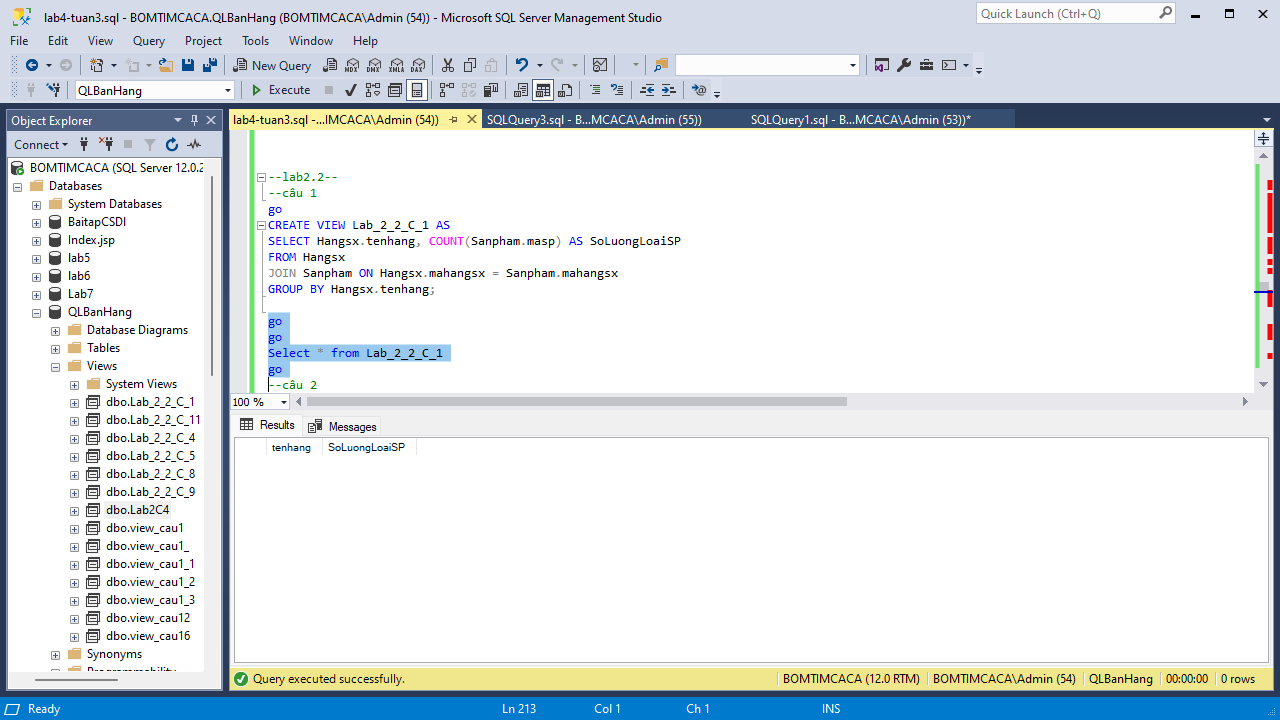 lab4-tuan3.sql - BOMTIMCACA.QLBanHang (BOMTIMCACA\Admin (54)) - Microsoft SQL Server Management Studio
Quick Launch (Ctrl+Q)
File Edit View Query Project Tools Window Help
New Query
MDX DMX XMLA DAX
QLBanHang
Execute
Object Explorer
Connect
BOMTIMCACA (SQL Server 12.0.2
Databases
System Databases
BaitapCSDl
Index.jsp
lab5
lab6
Lab7
QLBanHang
Database Diagrams
Tables
Views
System Views
dbo.Lab_2_2_C_1
dbo.Lab_2_2_C_11
dbo.Lab_2_2_C_4
dbo.Lab_2_2_C_5
dbo.Lab_2_2_C_8
dbo.Lab_2_2_C_9
dbo.Lab2C4
dbo.view_cau1
dbo.view_cau1_
dbo.view_cau1_1
dbo.view_cau1_2
dbo.view_cau1_3
dbo.view_cau12
dbo.view_cau16
Synonyms
Programmability
lab4-tuan3.sql -...IMCACA\Admin (54)) SQLQuery3.sql - B...MCACA\Admin (55)) SQLQuery1.sql - B...MCACA\Admin (53))*
--lab2.2--
--câu 1
go
CREATE VIEW Lab_2_2_C_1 AS
SELECT Hangsx.tenhang, COUNT(Sanpham.masp) AS SoLuongLoaiSP
FROM Hangsx
JOIN Sanpham ON Hangsx.mahangsx = Sanpham.mahangsx
GROUP BY Hangsx.tenhang;
go
go
Select * from Lab_2_2_C_1
go
--câu 2
100 %
Results Messages
tenhang SoLuongLoaiSP
Query executed successfully. BOMTIMCACA (12.0 RTM) BOMTIMCACA\Admin (54) QLBanHang 00:00:00 0 rows
Ready Ln 213 Col 1 Ch 1 INS